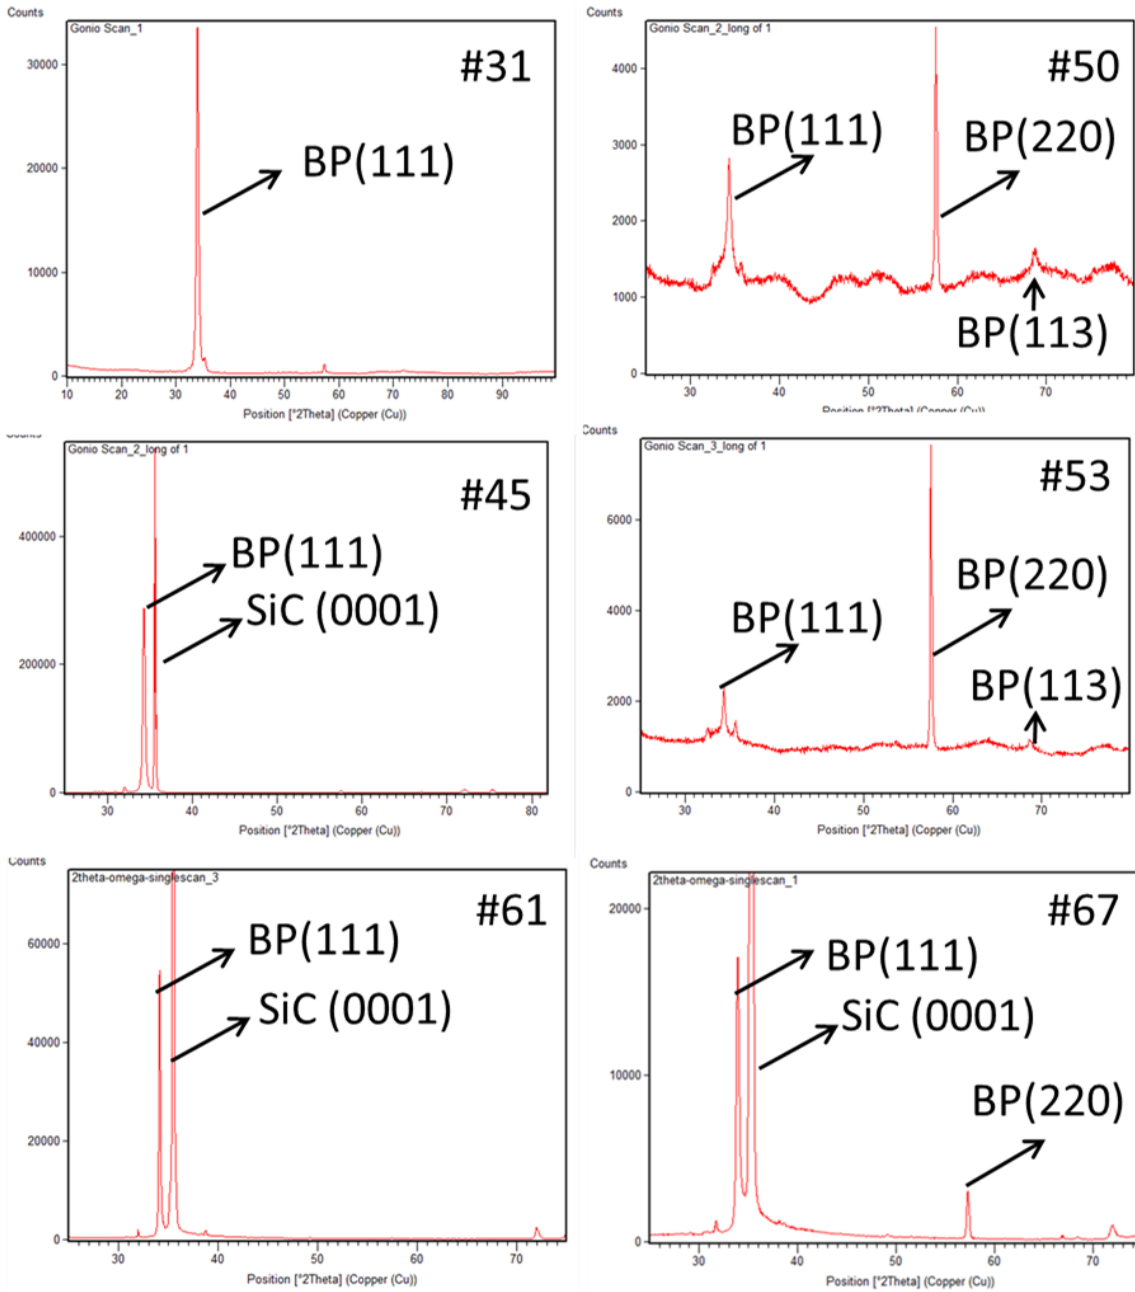 Counts
Gonio Scan_1
#31
30000
20000
10000
0
BP(111)
10 20 30 40 50 60 70 80 90
Position [°2Theta] (Copper (Cu))
Counts
Gonio Scan_2_long of 1
#50
4000
3000
2000
1000
0
BP(111)
BP(220)
BP(113)
30 40 50 60 70
Position [°2Theta] (Copper (Cu))
Counts
Gonio Scan_2_long of 1
#45
400000
200000
0
BP(111)
SiC (0001)
30 40 50 60 70 80
Position [°2Theta] (Copper (Cu))
Counts
Gonio Scan_3_long of 1
#53
6000
4000
2000
0
BP(220)
BP(111)
BP(113)
30 40 50 60 70
Position [°2Theta] (Copper (Cu))
Counts
2theta-omega-singlescan_3
#61
60000
40000
20000
0
BP(111)
SiC (0001)
30 40 50 60 70
Position [°2Theta] (Copper (Cu))
Counts
2theta-omega-singlescan_1
#67
20000
10000
0
BP(111)
SiC (0001)
BP(220)
30 40 50 60 70
Position [°2Theta] (Copper (Cu))